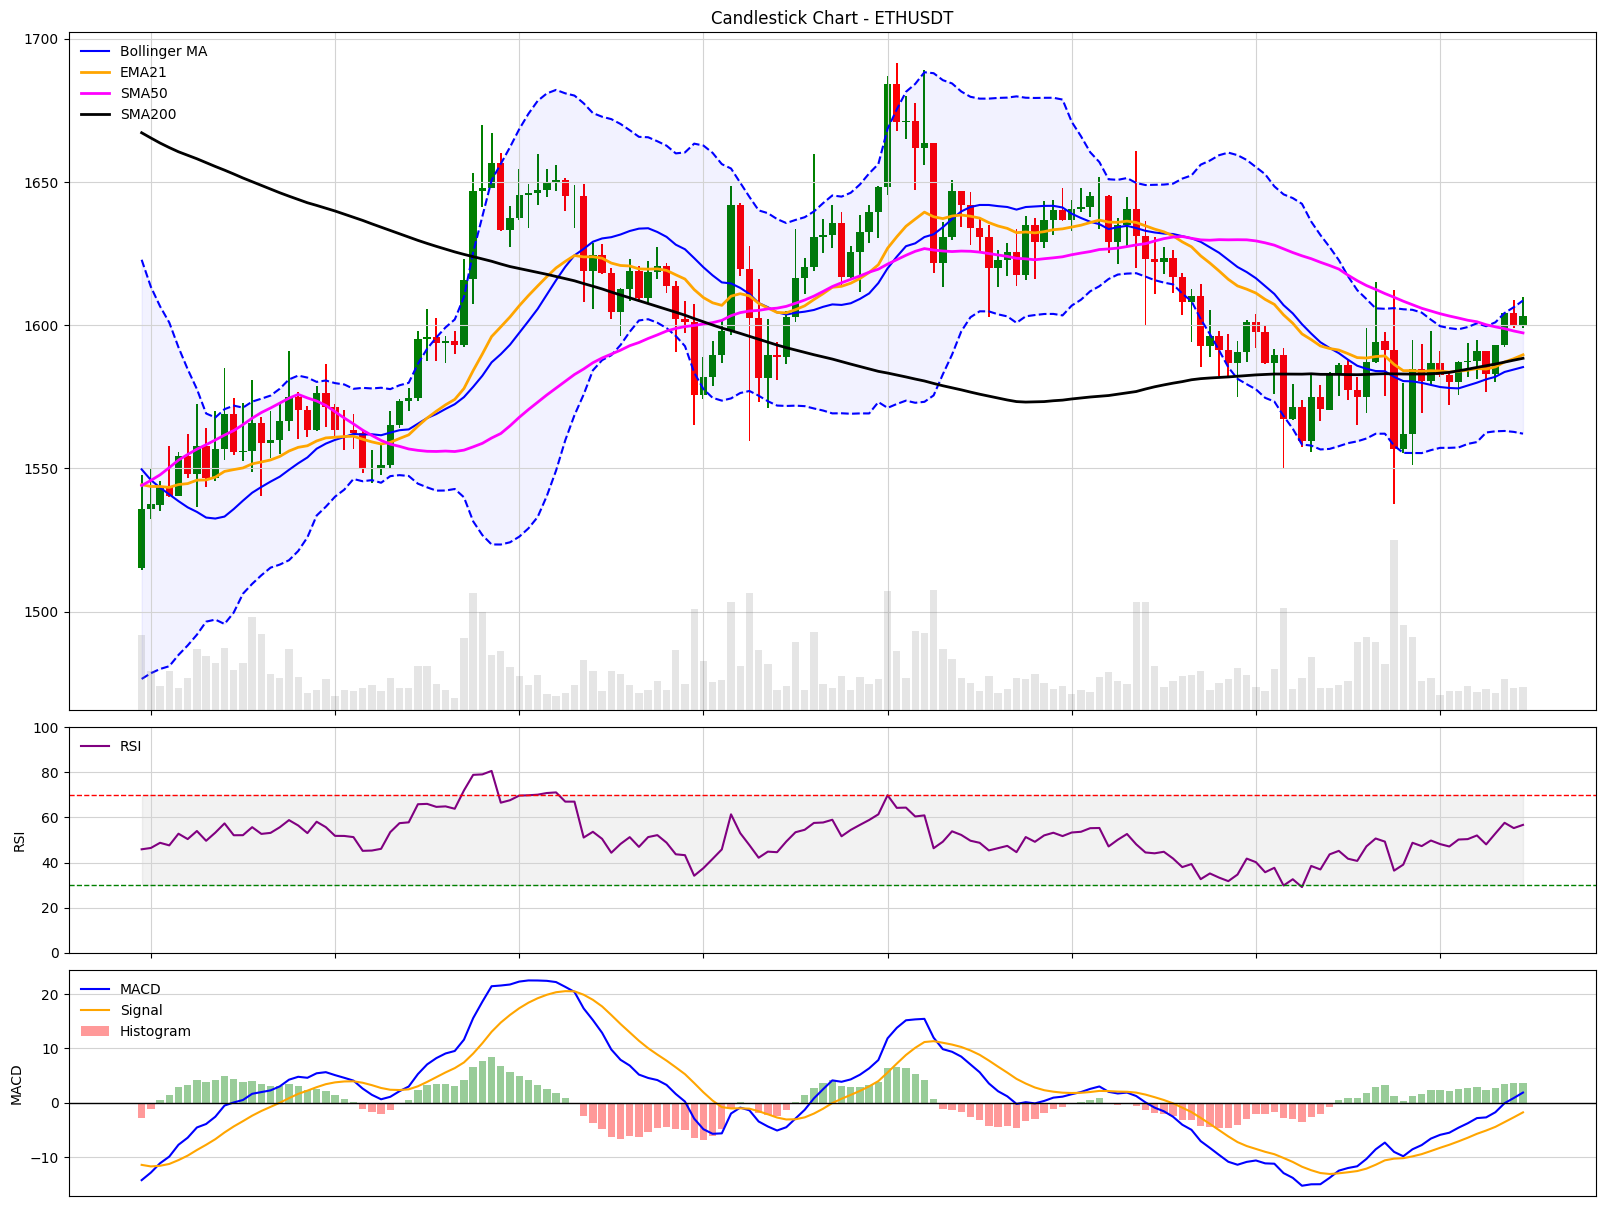 Candlestick Chart - ETHUSDT
1700
1650
1600
1550
1500
Bollinger MA
EMA21
SMA50
SMA200
RSI
100
80
60
40
20
0
RSI
MACD
20
10
0
−10
MACD
Signal
Histogram